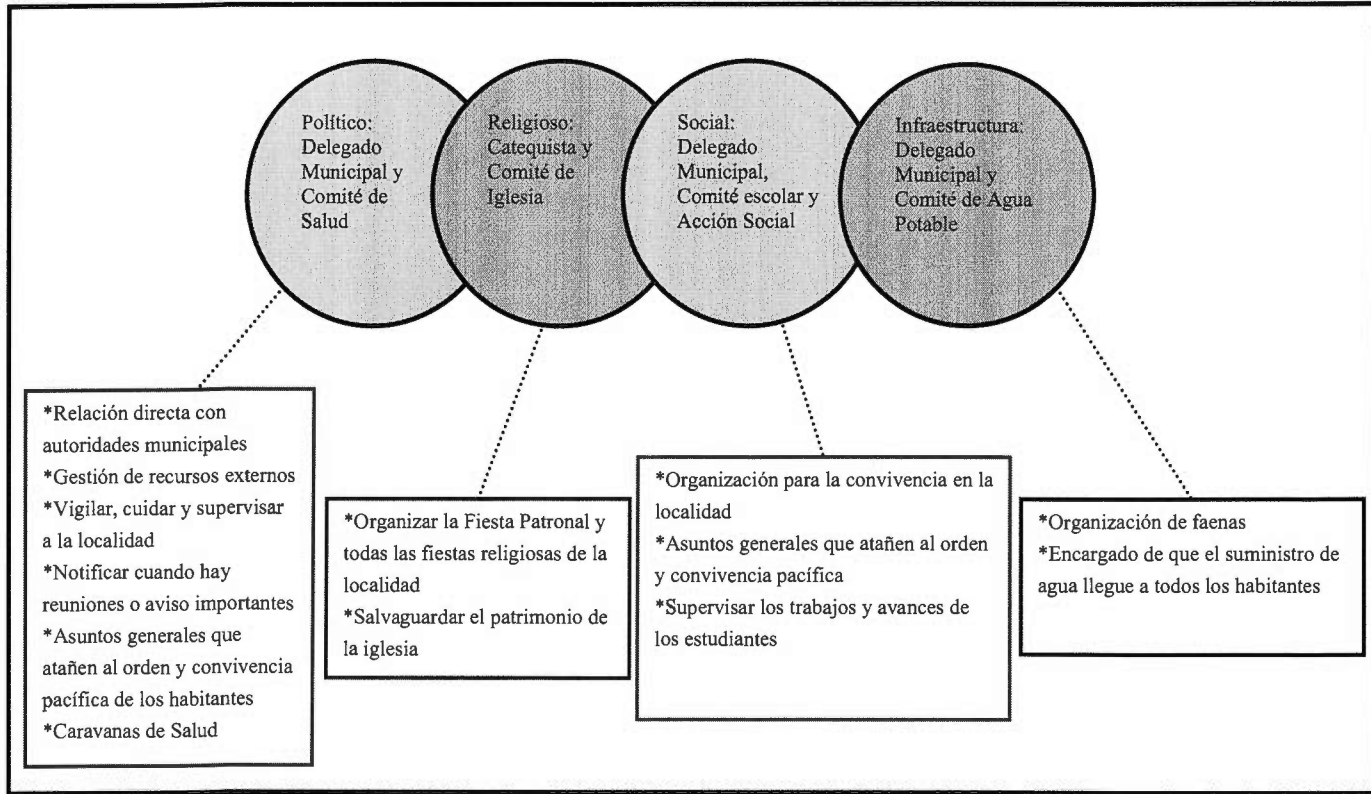 Político:
Delegado
Municipal y
Comité de
Salud
Religioso:
Catequista y
Comité de
Iglesia
Social:
Delegado
Municipal,
Comité escolar y
Acción Social
Infraestructura:
Delegado
Municipal y
Comité de Agua
Potable
*Relación directa con
autoridades municipales
*Gestión de recursos externos
*Vigilar, cuidar y supervisar
a la localidad
*Notificar cuando hay
reuniones o aviso importantes
*Asuntos generales que
atañen al orden y convivencia
pacífica de los habitantes
*Caravanas de Salud
*Organizar la Fiesta Patronal y
todas las fiestas religiosas de la
localidad
*Salvaguardar el patrimonio de
la iglesia
*Organización para la convivencia en la
localidad
*Asuntos generales que atañen al orden
y convivencia pacífica
*Supervisar los trabajos y avances de
los estudiantes
*Organización de faenas
*Encargado de que el suministro de
agua llegue a todos los habitantes